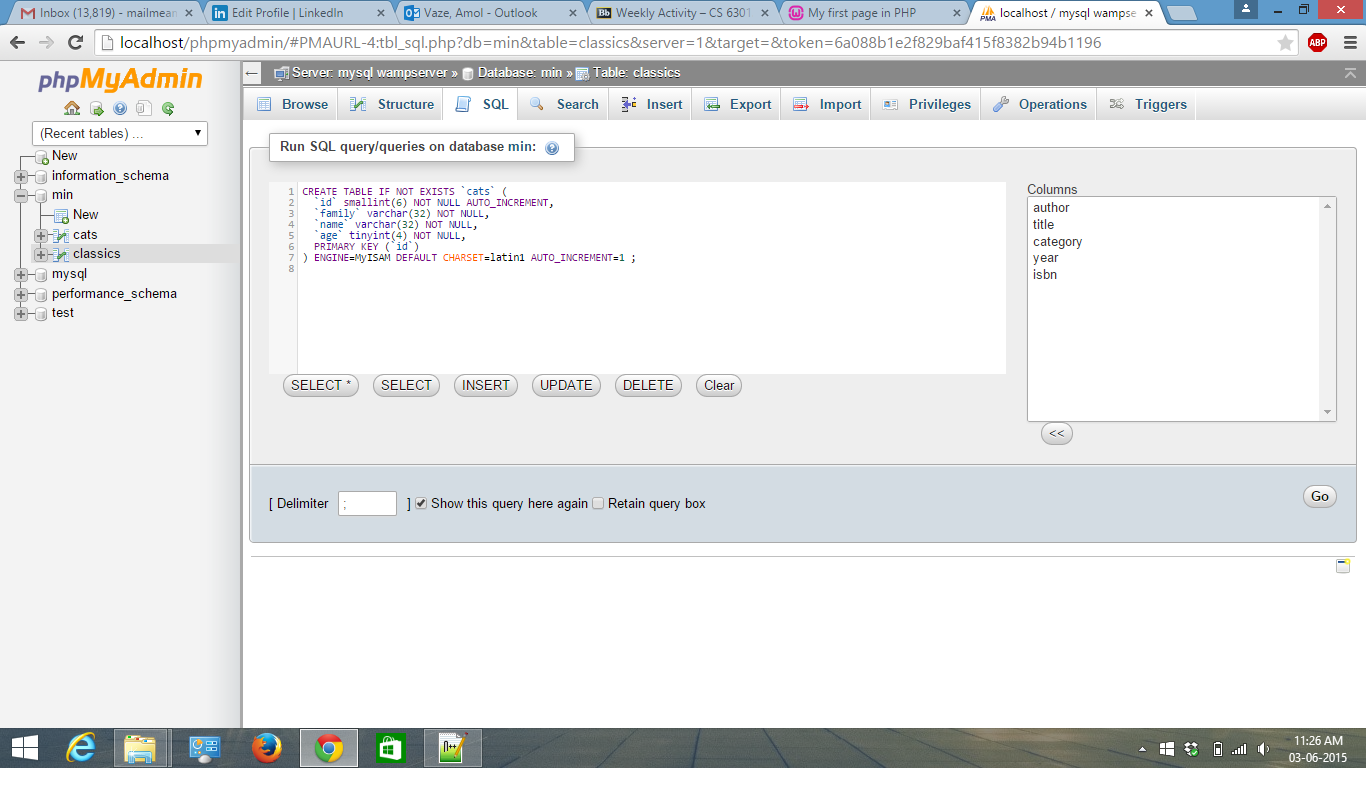 Inbox (13,819) - mailmean
Edit Profile | LinkedIn
Vaze, Amol - Outlook
Bb Weekly Activity – CS 6301
My first page in PHP
localhost / mysql wampse
localhost/phpmyadmin/#PMAURL-4:tbl_sql.php?db=min&table=classics&server=1&target=&token=6a088b1e2f829baf415f8382b94b1196
ABP
phpMyAdmin
(Recent tables) ...
New
information_schema
min
New
cats
classics
mysql
performance_schema
test
Server: mysql wampserver » Database: min » Table: classics
Browse Structure SQL Search Insert Export Import Privileges Operations Triggers
Run SQL query/queries on database min:
1 CREATE TABLE IF NOT EXISTS `cats` (
2 `id` smallint(6) NOT NULL AUTO_INCREMENT,
3 `family` varchar(32) NOT NULL,
4 `name` varchar(32) NOT NULL,
5 `age` tinyint(4) NOT NULL,
6 PRIMARY KEY (`id`)
7 ) ENGINE=MyISAM DEFAULT CHARSET=latin1 AUTO_INCREMENT=1 ;
8
SELECT * SELECT INSERT UPDATE DELETE Clear
Columns
author
title
category
year
isbn
<<
[ Delimiter ; ] Show this query here again Retain query box
Go
11:26 AM
03-06-2015